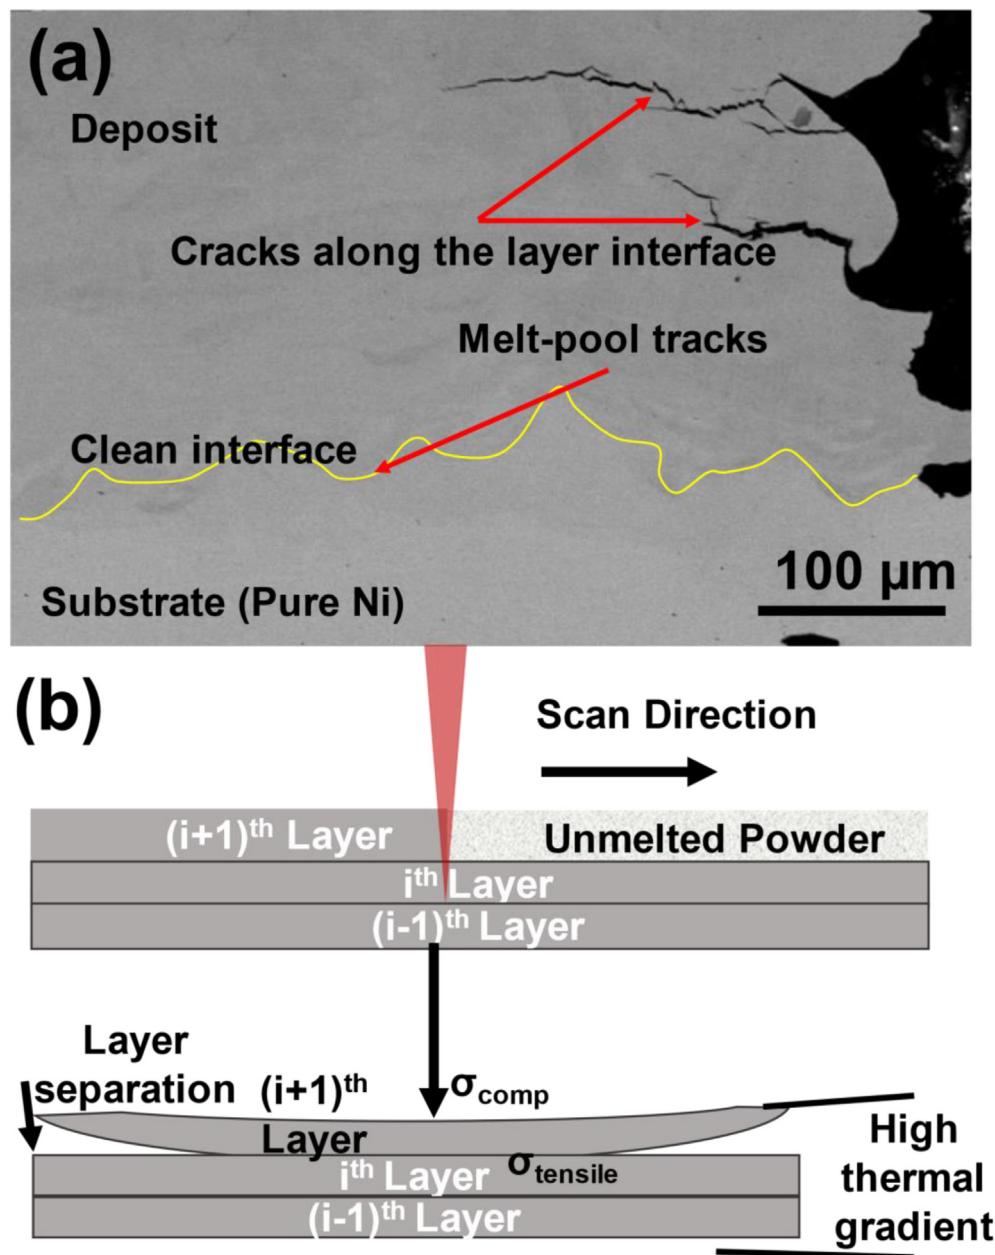 (a)
Deposit
Cracks along the layer interface
Melt-pool tracks
Clean interface
100 µm
Substrate (Pure Ni)
(b)
Scan Direction
(i+1)th Layer
Unmelted Powder
ith Layer
(i-1)th Layer
Layer
separation
(i+1)th
Layer
σcomp
σtensile
ith Layer
(i-1)th Layer
High
thermal
gradient